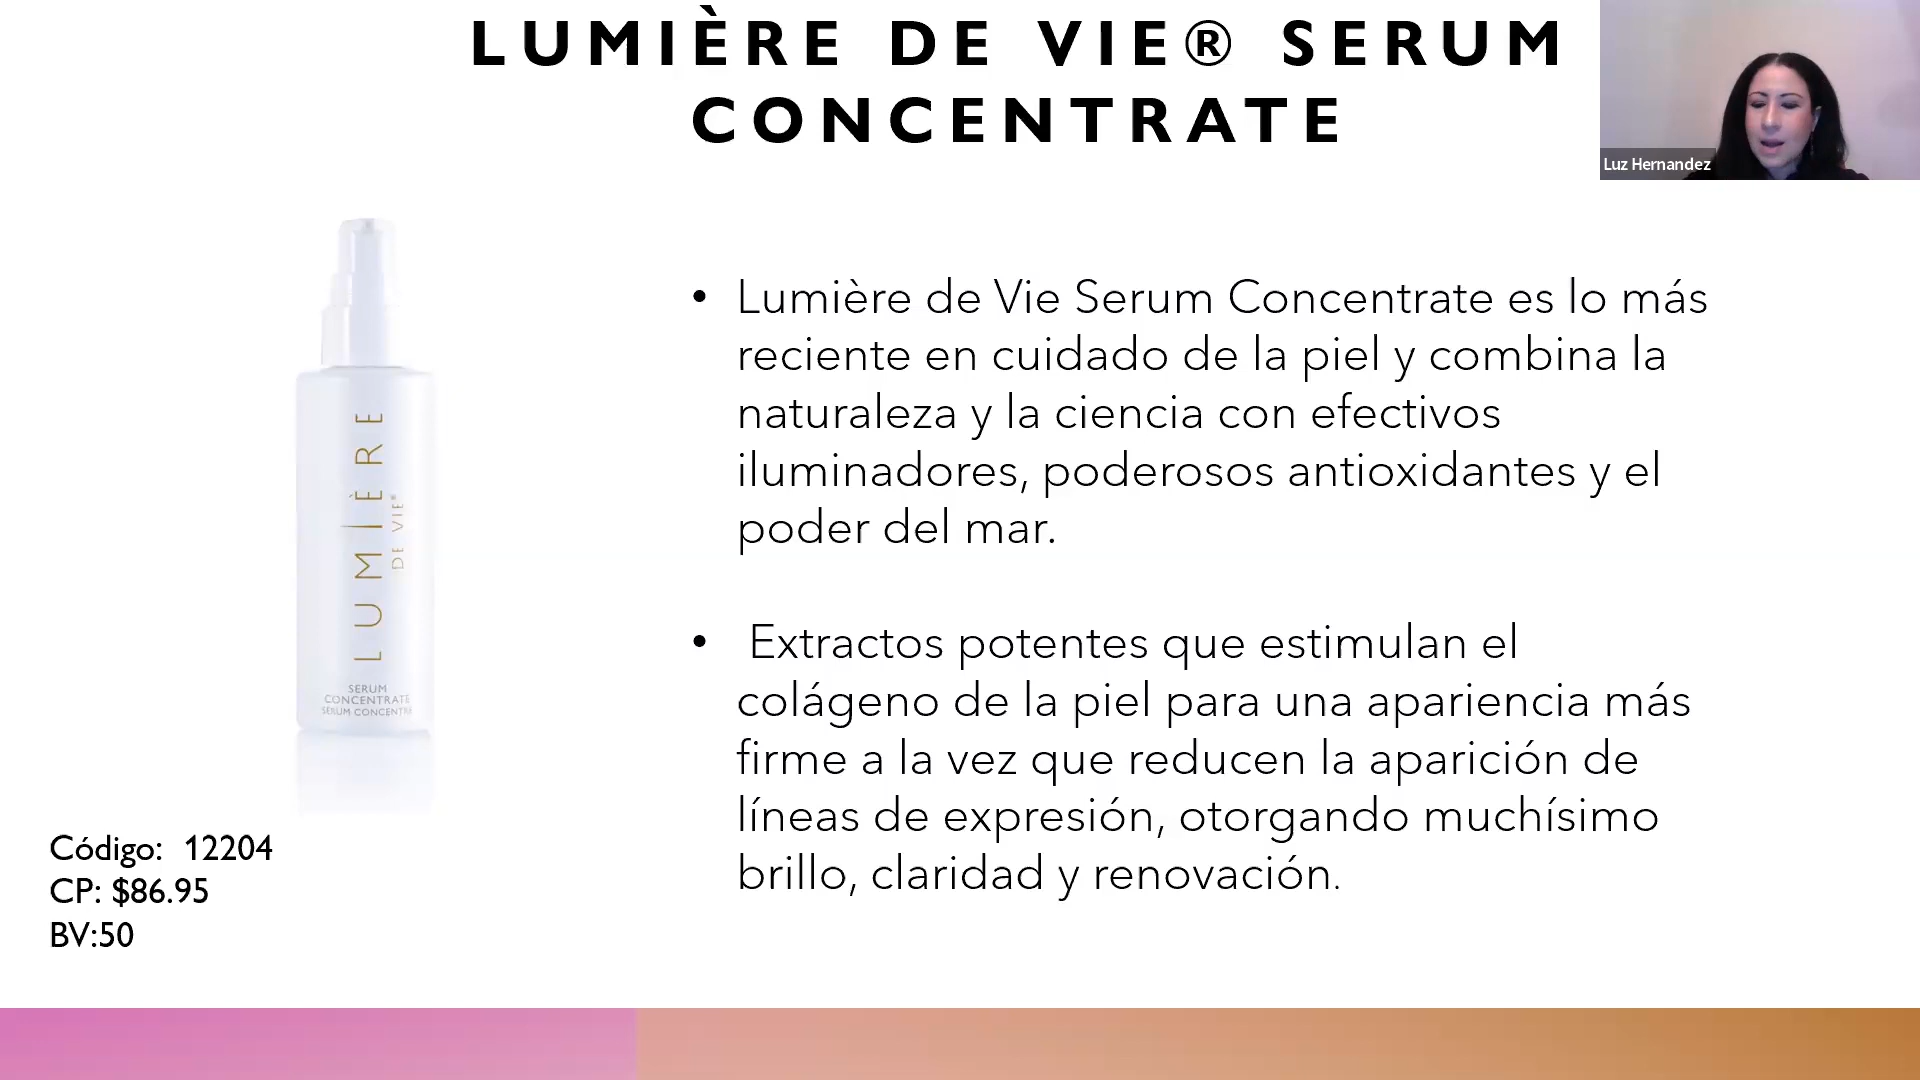 LUMIÈRE DE VIE® SERUM
CONCENTRATE
Luz Hernandez
LUMIÈRE
DE VIE®
SERUM
CONCENTRATE
SÉRUM CONCENTRÉ
• Lumière de Vie Serum Concentrate es lo más
reciente en cuidado de la piel y combina la
naturaleza y la ciencia con efectivos
iluminadores, poderosos antioxidantes y el
poder del mar.
• Extractos potentes que estimulan el
colágeno de la piel para una apariencia más
firme a la vez que reducen la aparición de
líneas de expresión, otorgando muchísimo
brillo, claridad y renovación.
Código: 12204
CP: $86.95
BV:50